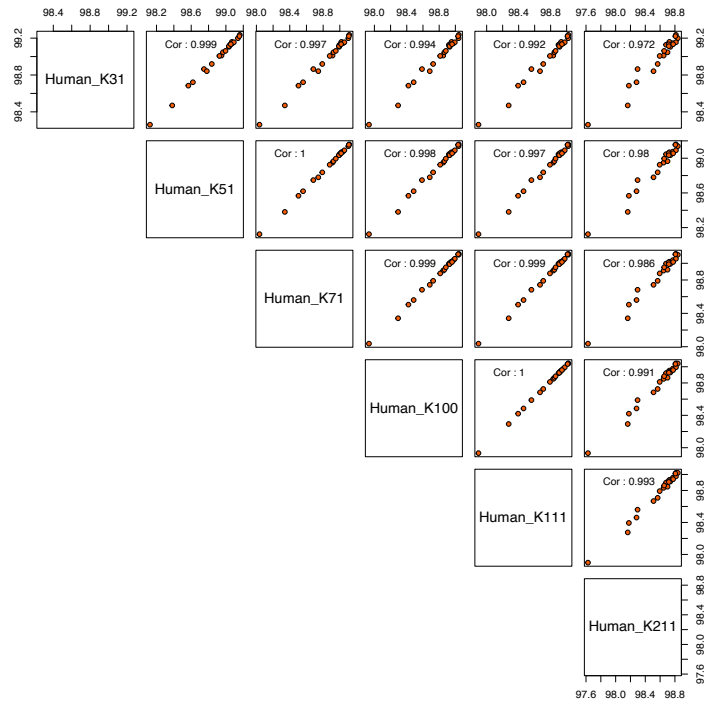 98.4 98.8 99.2 98.2 98.6 99.0 98.0 98.4 98.8 98.0 98.4 98.8 98.0 98.4 98.8 97.6 98.0 98.4 98.8
98.4 98.8 99.2
Human_K31
Cor : 0.999
Cor : 0.997
Cor : 0.994
Cor : 0.992
Cor : 0.972
Human_K51
Cor : 1
Cor : 0.998
Cor : 0.997
Cor : 0.98
98.2 98.6 99.0
Human_K71
Cor : 0.999
Cor : 0.999
Cor : 0.986
98.0 98.4 98.8
Human_K100
Cor : 1
Cor : 0.991
98.0 98.4 98.8
Human_K111
Cor : 0.993
98.0 98.4 98.8
Human_K211
97.6 98.0 98.4 98.8
97.6 98.0 98.4 98.8